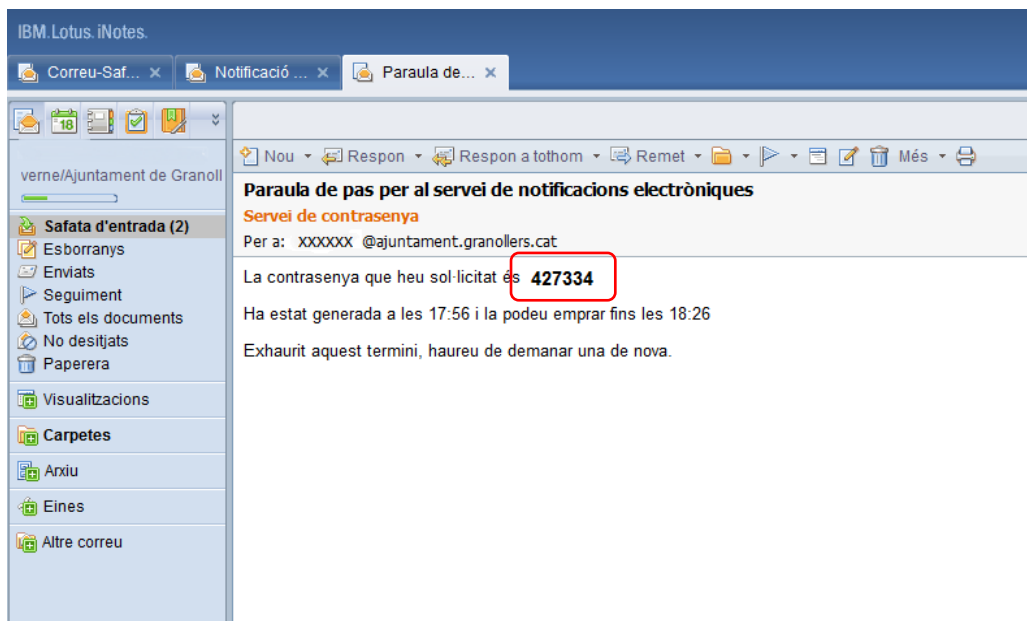 IBM.Lotus.iNotes.
Correu-Saf... × Notificació ... × Paraula de... ×
18
Nou Respon Respon a tothom Remet Més
verne/Ajuntament de Granoll
Safata d'entrada (2)
Esborranys
Enviats
Seguiment
Tots els documents
No desitjats
Paperera
Visualitzacions
Carpetes
Arxiu
Eines
Altre correu
Paraula de pas per al servei de notificacions electròniques
Servei de contrasenya
Per a: XXXXXX @ajuntament.granollers.cat
La contrasenya que heu sol·licitat és 427334
Ha estat generada a les 17:56 i la podeu emprar fins les 18:26
Exhaurit aquest termini, haureu de demanar una de nova.